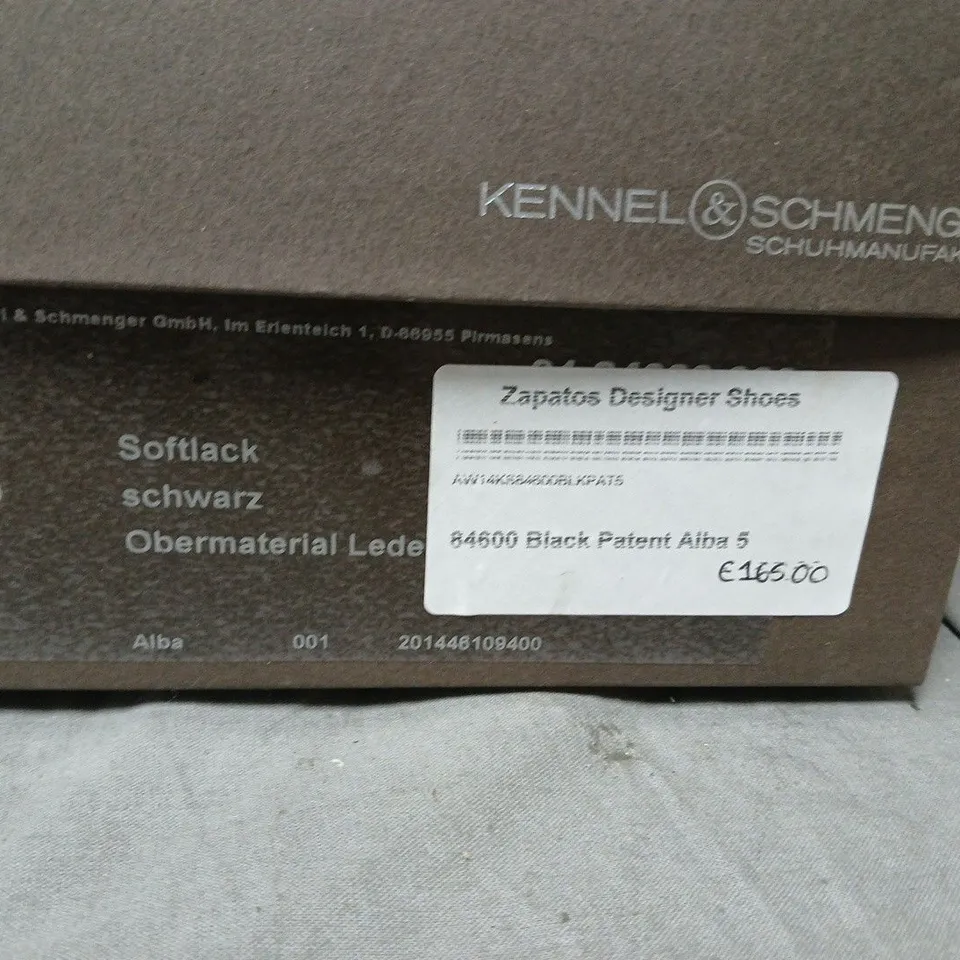 KENNEL & SCHMENG
SCHUHMANUFAK
& Schmenger GmbH, Im Erlenteich 1, D-66955 Pirmasens
Zapatos Designer Shoes
AW14KS84600BLKPAT5
84600 Black Patent Alba 5
€165.00
Softlack
schwarz
Obermaterial Lede
Alba 001 201446109400